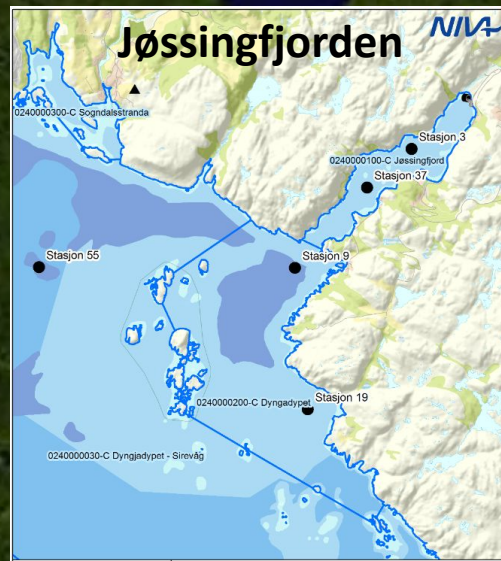 Jøssingfjorden
NIVA
0240000300-C Sogndalsstranda
Stasjon 3
0240000100-C Jøssingfjord
Stasjon 37
Stasjon 55
Stasjon 9
Stasjon 19
0240000200-C Dyngadypet
0240000030-C Dyngjadypet - Sirevåg